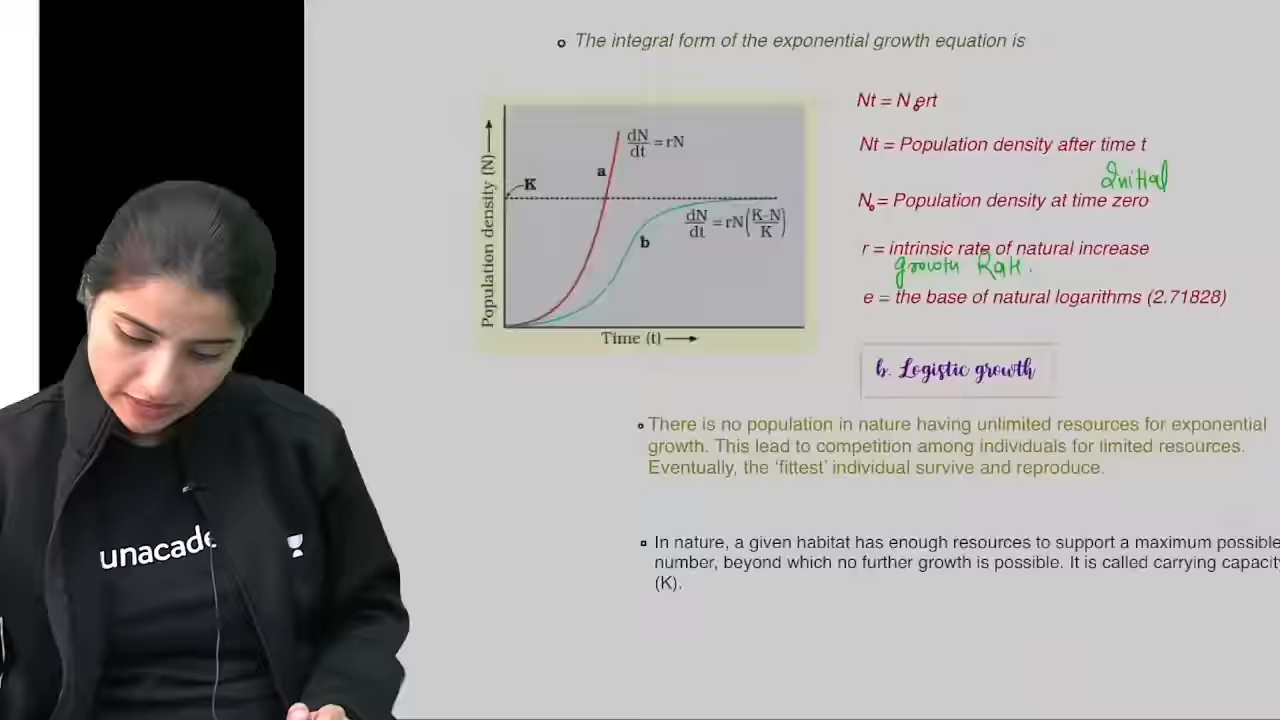 The integral form of the exponential growth equation is
Nt = N₀ert
Nt = Population density after time t
Initial
N₀ = Population density at time zero
r = intrinsic rate of natural increase
growth Rate.
e = the base of natural logarithms (2.71828)
Population density (N)
K
a
dN/dt = rN
b
dN/dt = rN(K-N/K)
Time (t)
b. Logistic growth
There is no population in nature having unlimited resources for exponential
growth. This lead to competition among individuals for limited resources.
Eventually, the ‘fittest’ individual survive and reproduce.
In nature, a given habitat has enough resources to support a maximum possible
number, beyond which no further growth is possible. It is called carrying capacity
(K).
unacade